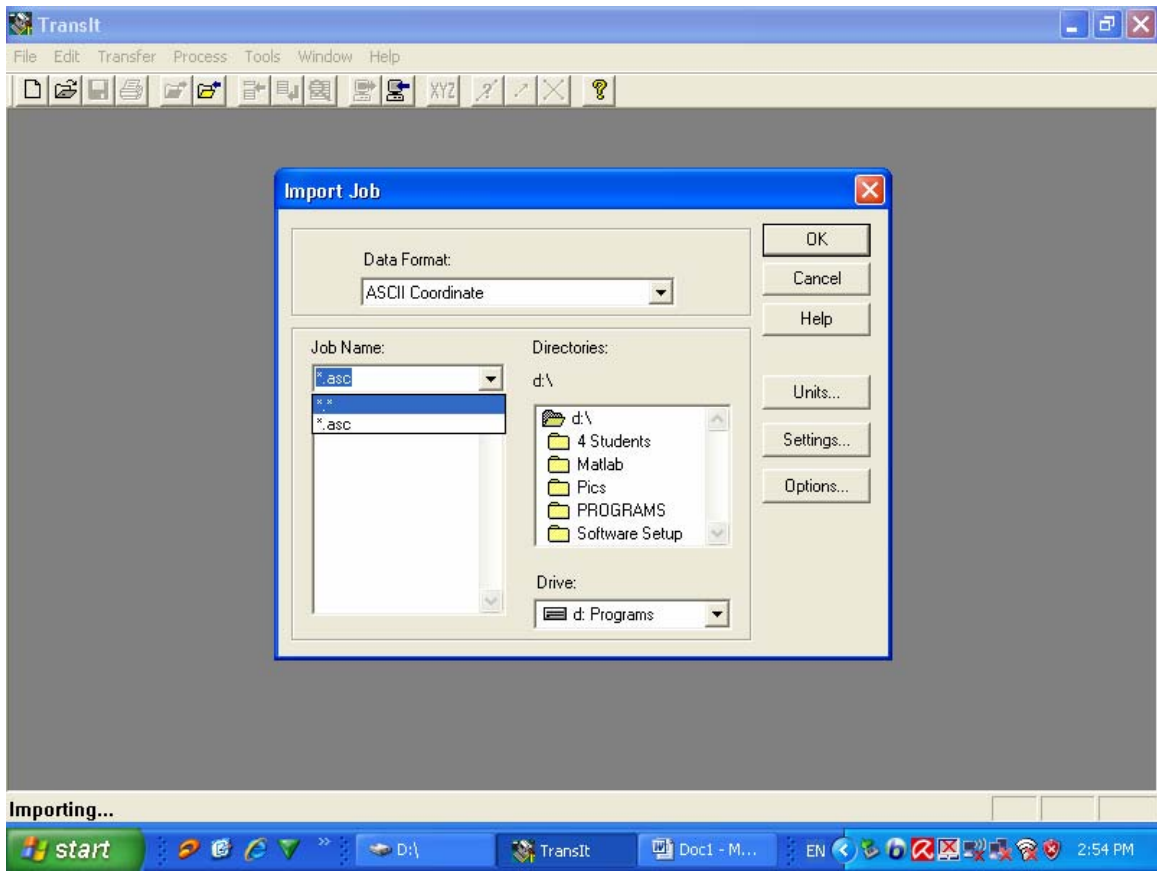 TransIt
File Edit Transfer Process Tools Window Help
XYZ
Import Job
Data Format:
ASCII Coordinate
OK
Cancel
Help
Job Name:
*.asc
*.*
*.asc
Directories:
d:\
d:\
4 Students
Matlab
Pics
PROGRAMS
Software Setup
Drive:
d: Programs
Units...
Settings...
Options...
Importing...
start
D:\
TransIt
Doc1 - M...
EN
2:54 PM